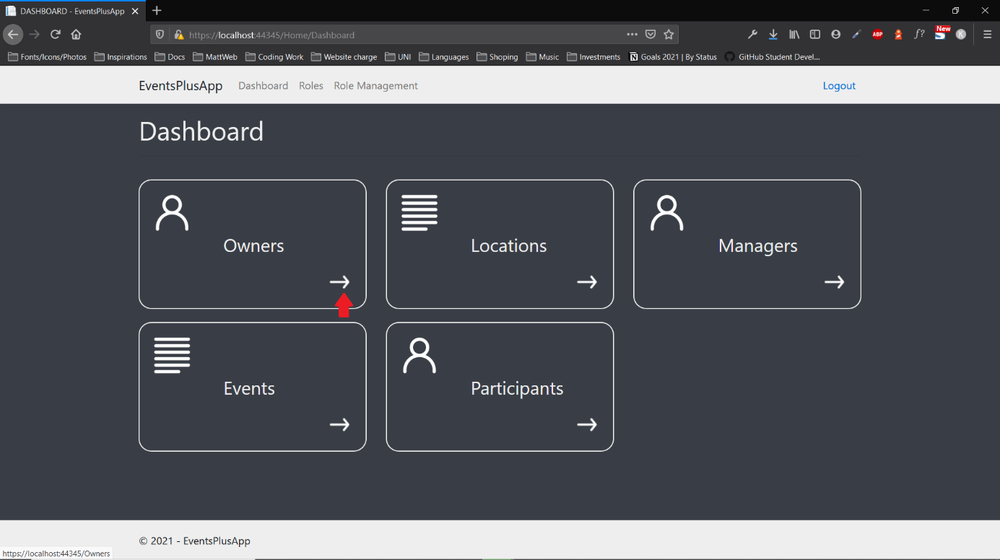 DASHBOARD - EventsPlusApp
https://localhost:44345/Home/Dashboard
ABP
f?
New
S
K
Fonts/Icons/Photos Inspirations Docs MattWeb Coding Work Website charge UNI Languages Shoping Music Investments Goals 2021 | By Status GitHub Student Devel...
EventsPlusApp Dashboard Roles Role Management Logout
Dashboard
Owners
Locations
Managers
Events
Participants
© 2021 - EventsPlusApp
https://localhost:44345/Owners